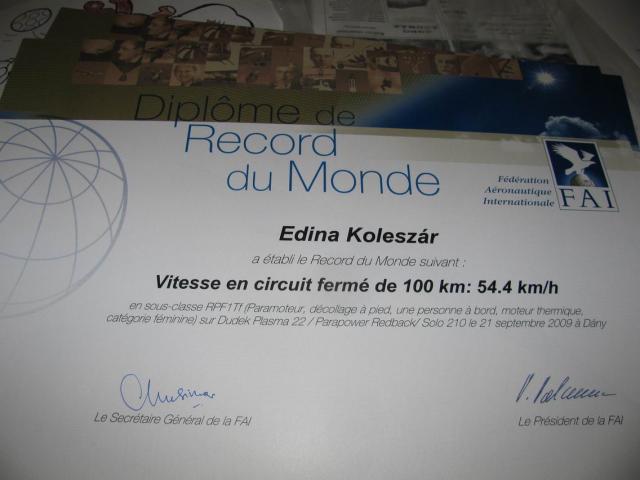 Diplôme de
Record
du Monde
Fédération
Aéronautique
Internationale
FAI
Edina Koleszár
a établi le Record du Monde suivant :
Vitesse en circuit fermé de 100 km: 54.4 km/h
en sous-classe RPF1Tf (Paramoteur, décollage à pied, une personne à bord, moteur thermique,
catégorie féminine) sur Dudek Plasma 22 / Parapower Redback/ Solo 210 le 21 septembre 2009 à Dány
Le Secrétaire Général de la FAI
Le Président de la FAI